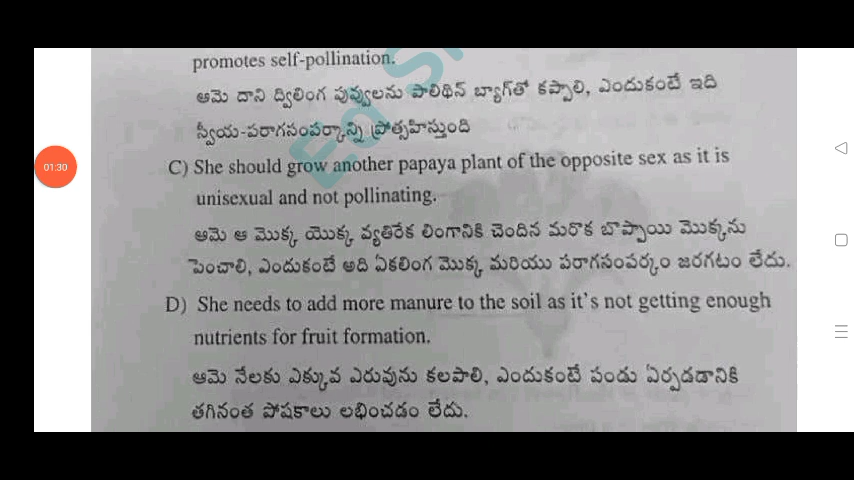 promotes self-pollination.
ఆమె దాని ద్విలింగ పువ్వులను పాలిథిన్ బ్యాగ్‌తో కప్పాలి, ఎందుకంటే ఇది
స్వీయ-పరాగసంపర్కాన్ని ప్రోత్సహిస్తుంది
C) She should grow another papaya plant of the opposite sex as it is
unisexual and not pollinating.
ఆమె ఆ మొక్క యొక్క వ్యతిరేక లింగానికి చెందిన మరొక బొప్పాయి మొక్కను
పెంచాలి, ఎందుకంటే అది ఏకలింగ మొక్క మరియు పరాగసంపర్కం జరగటం లేదు.
D) She needs to add more manure to the soil as it's not getting enough
nutrients for fruit formation.
ఆమె నేలకు ఎక్కువ ఎరువును కలపాలి, ఎందుకంటే పండు ఏర్పడడానికి
తగినంత పోషకాలు లభించడం లేదు.
01:30